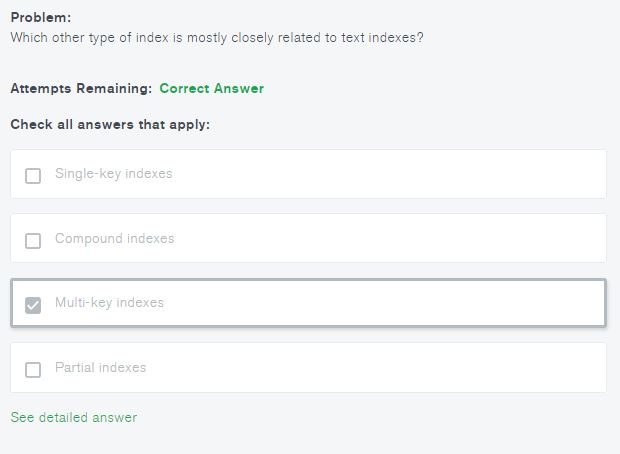 Problem:
Which other type of index is mostly closely related to text indexes?
Attempts Remaining: Correct Answer
Check all answers that apply:
Single-key indexes
Compound indexes
Multi-key indexes
Partial indexes
See detailed answer